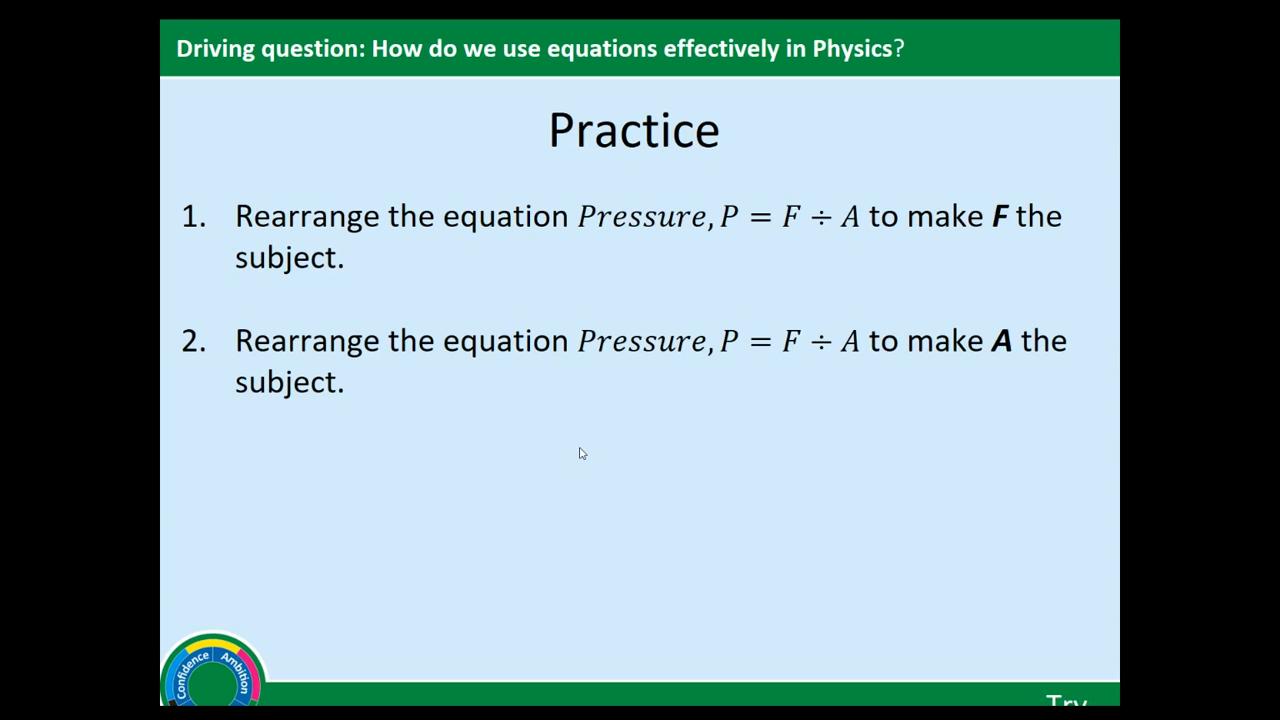 Driving question: How do we use equations effectively in Physics?
Practice
1. Rearrange the equation Pressure, P = F ÷ A to make F the
subject.
2. Rearrange the equation Pressure, P = F ÷ A to make A the
subject.
Confidence
Ambition
Try